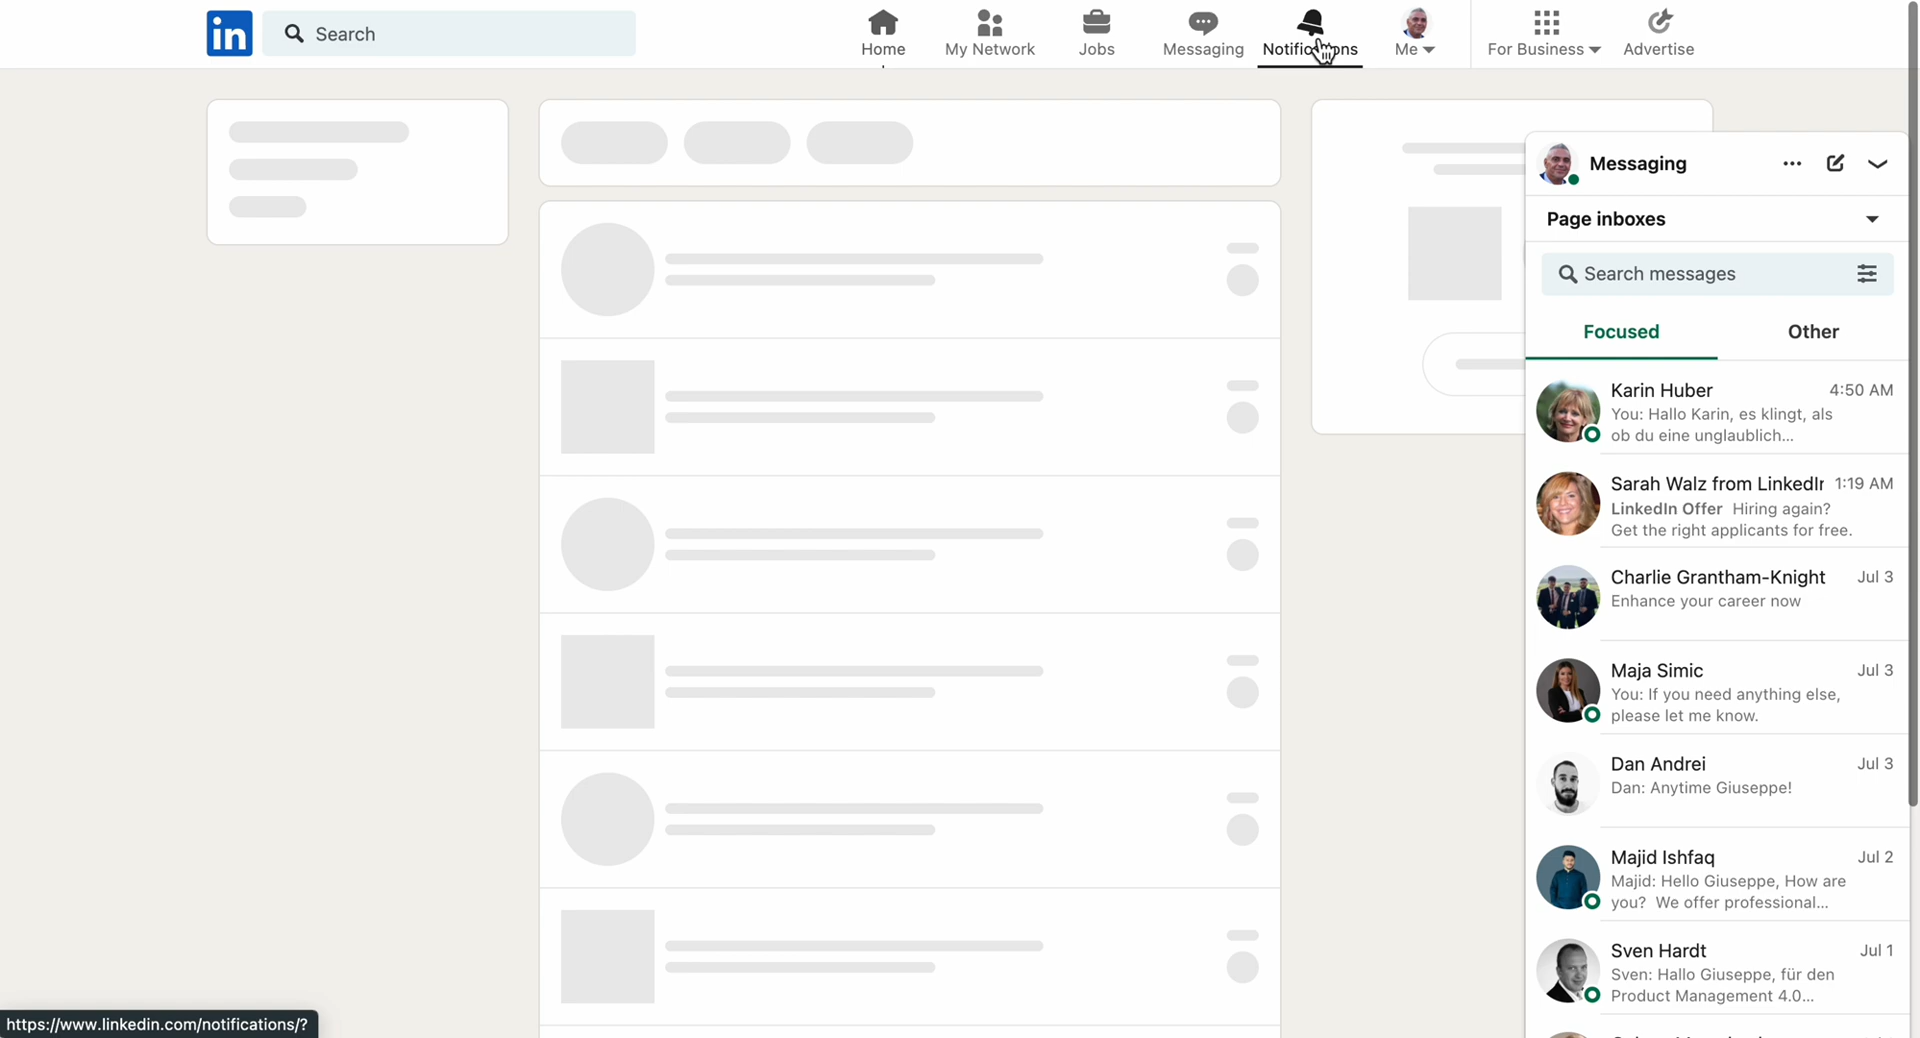 in
Search
Home
My Network
Jobs
Messaging
Me
For Business
Advertise
Messaging
Page inboxes
Search messages
Focused
Other
Karin Huber
4:50 AM
You: Hallo Karin, es klingt, als
ob du eine unglaublich...
Sarah Walz from
1:19 AM
LinkedIn Offer Hiring again?
Get the right applicants for free.
Charlie Grantham-Knight
Jul 3
Enhance your career now
Maja Simic
Jul 3
You: If you need anything else,
please let me know.
Dan Andrei
Jul 3
Dan: Anytime Giuseppe!
Majid Ishfaq
Jul 2
Majid: Hello Giuseppe, How are
you? We offer professional...
Sven Hardt
Jul 1
Sven: Hallo Giuseppe, für den
Product Management 4.0...
https://www.linkedin.com/notifications/?